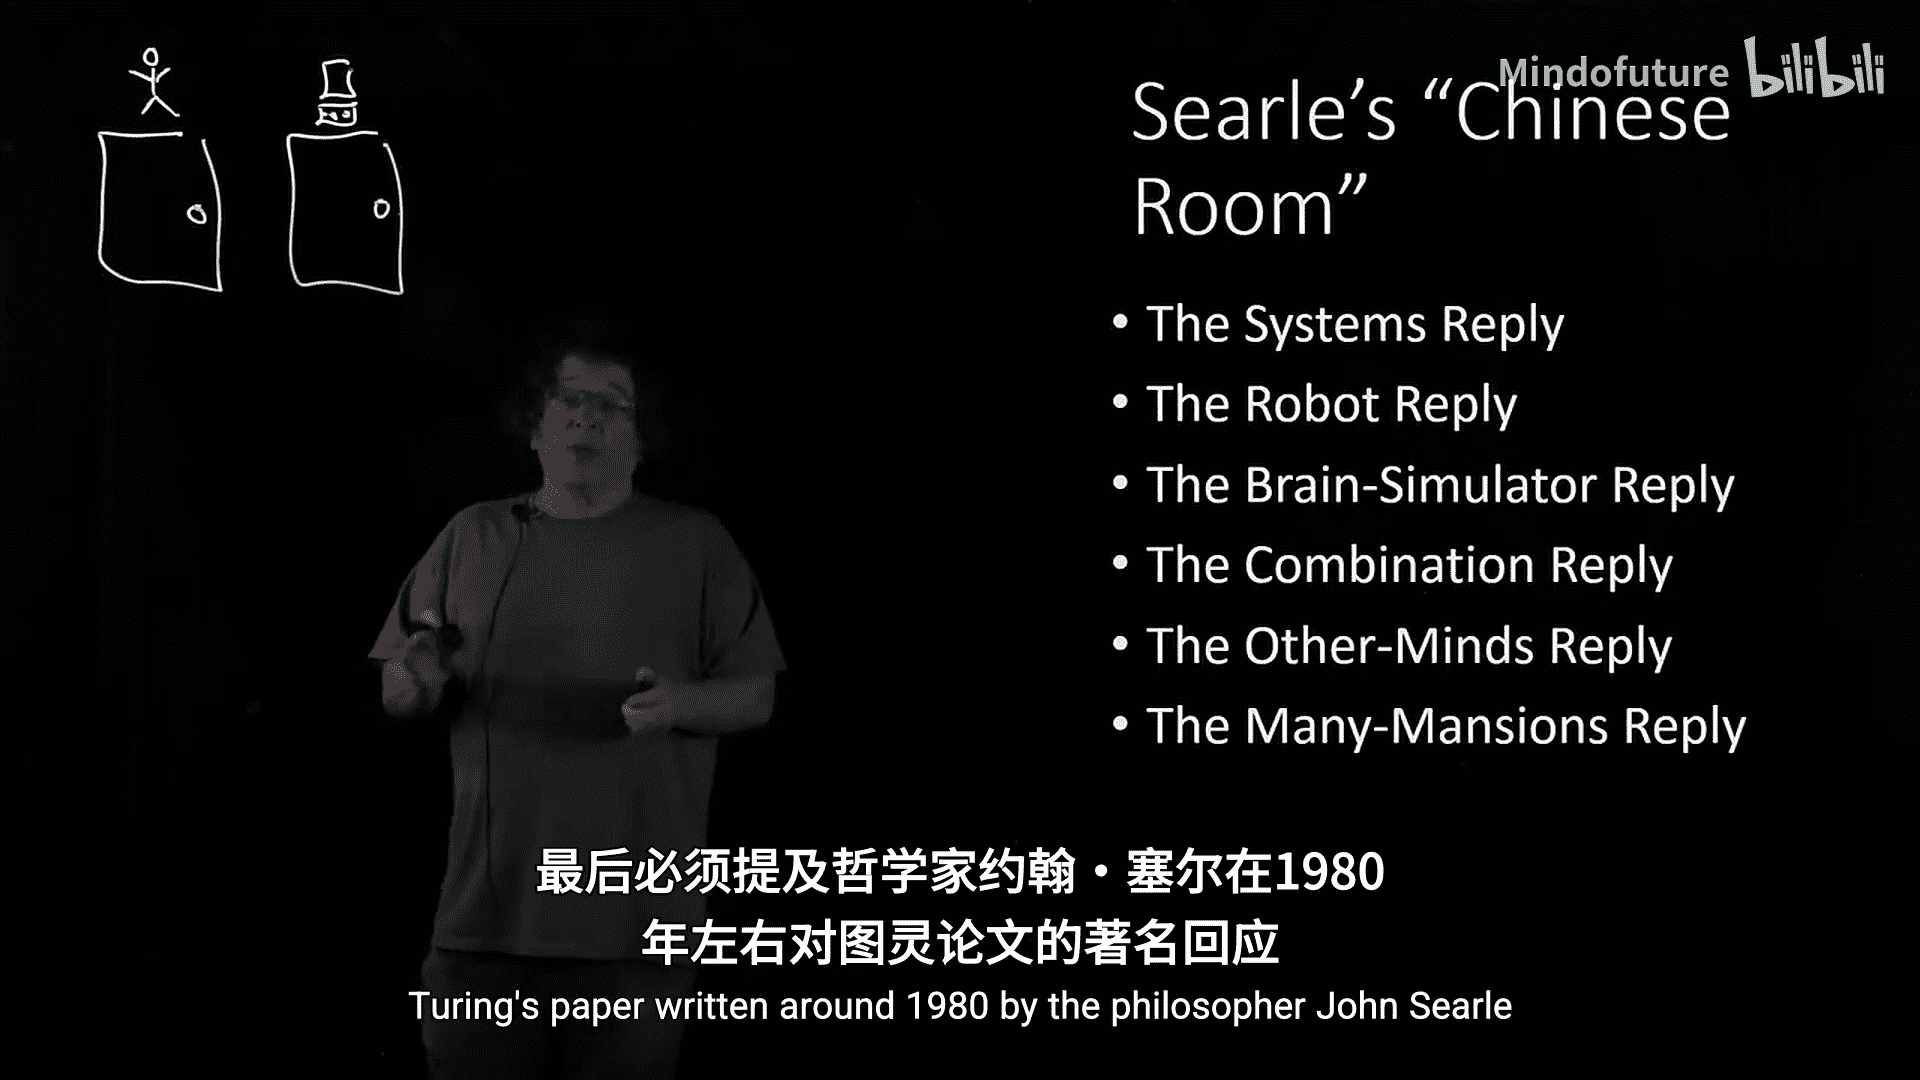 Mindofuture bilibili
Searle's “Chinese
Room”
• The Systems Reply
• The Robot Reply
• The Brain-Simulator Reply
• The Combination Reply
• The Other-Minds Reply
• The Many-Mansions Reply
最后必须提及哲学家约翰·塞尔在1980
年左右对图灵论文的著名回应
Turing's paper written around 1980 by the philosopher John Searle